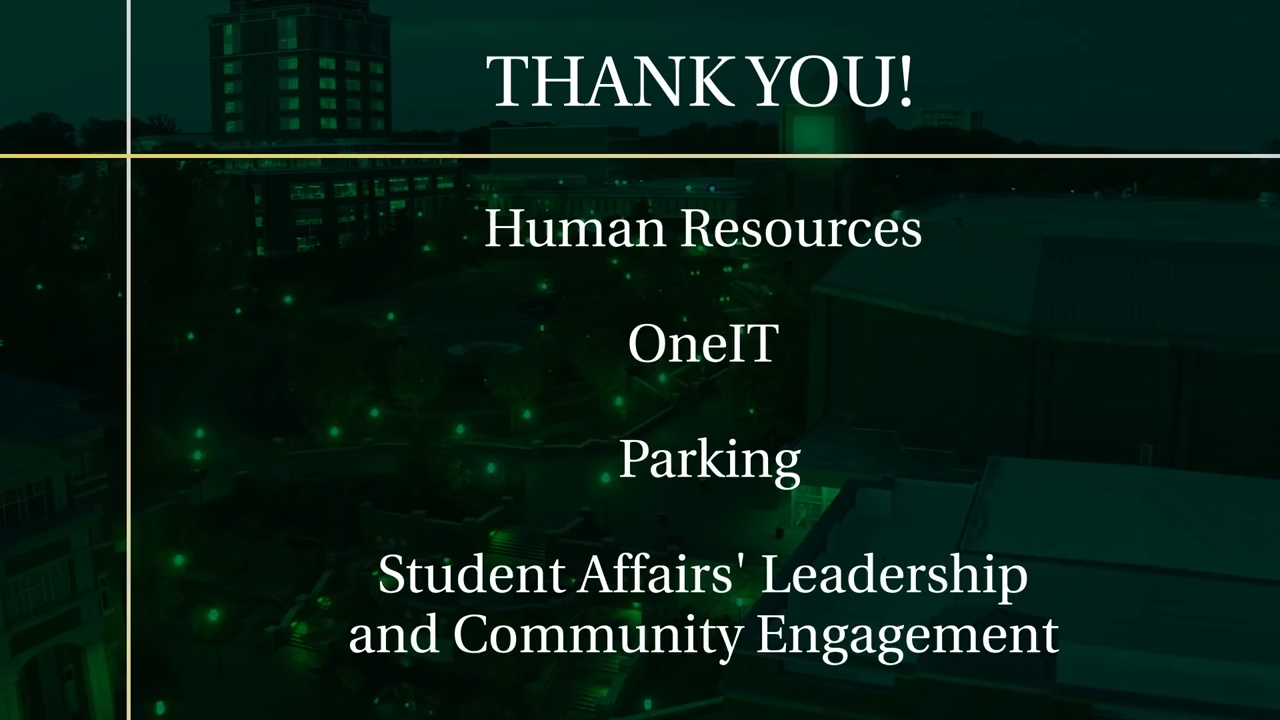 THANK YOU!
Human Resources
OneIT
Parking
Student Affairs' Leadership
and Community Engagement